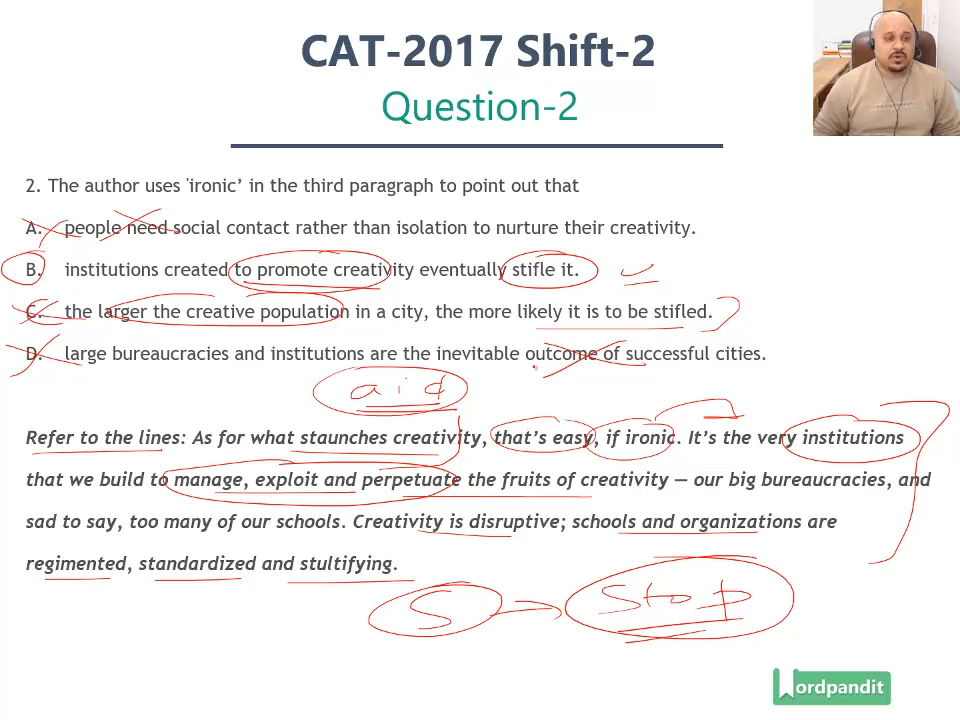 CAT-2017 Shift-2
Question-2
2. The author uses 'ironic’ in the third paragraph to point out that
A. people need social contact rather than isolation to nurture their creativity.
B. institutions created to promote creativity eventually stifle it.
C. the larger the creative population in a city, the more likely it is to be stifled.
D. large bureaucracies and institutions are the inevitable outcome of successful cities.
aid
Refer to the lines: As for what staunches creativity, that’s easy, if ironic. It’s the very institutions
that we build to manage, exploit and perpetuate the fruits of creativity — our big bureaucracies, and
sad to say, too many of our schools. Creativity is disruptive; schools and organizations are
regimented, standardized and stultifying.
S → Stop
Wordpandit